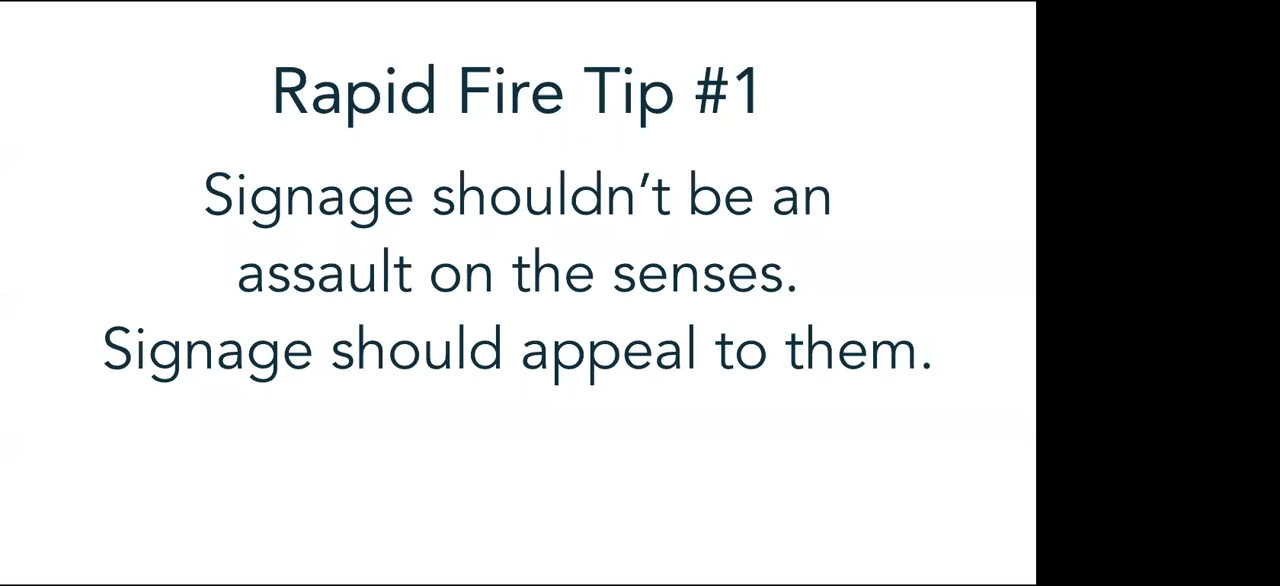 Rapid Fire Tip #1
Signage shouldn’t be an
assault on the senses.
Signage should appeal to them.